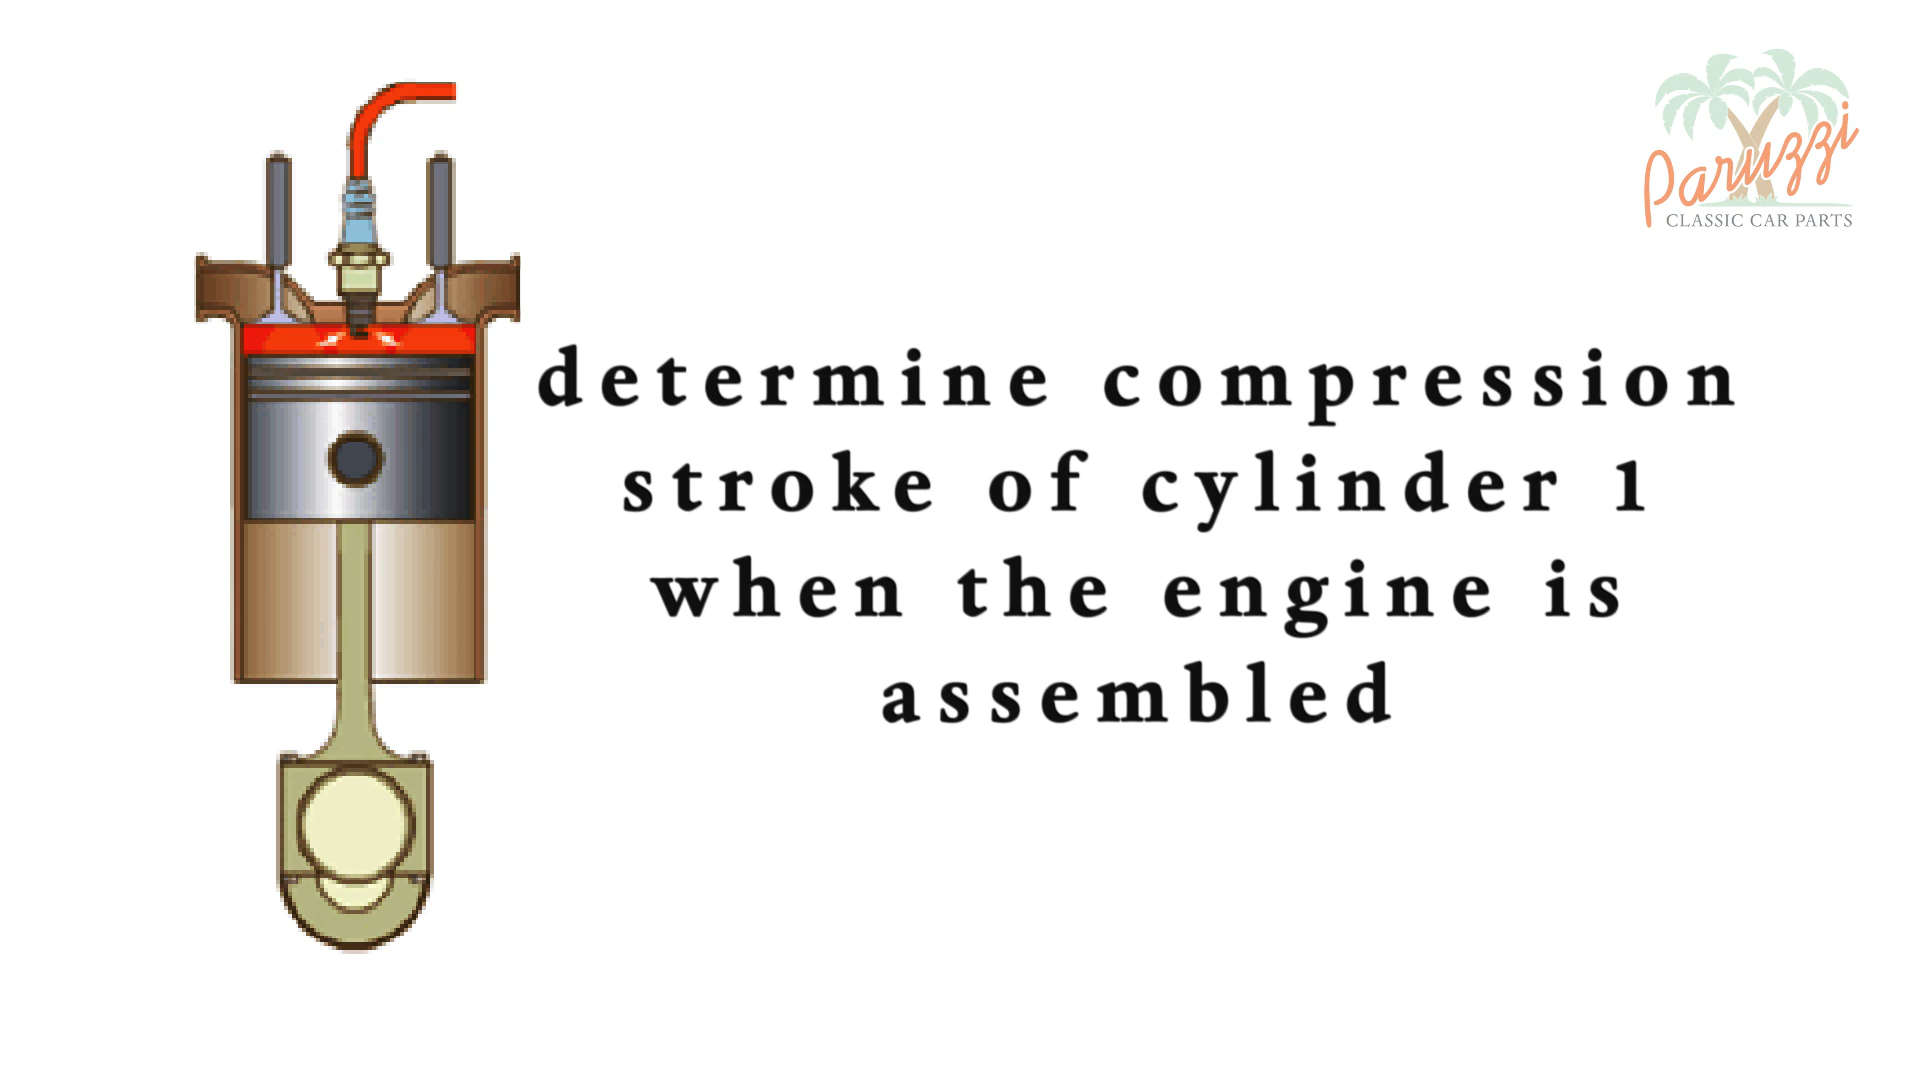 Paruzzi
CLASSIC CAR PARTS
determine compression
stroke of cylinder 1
when the engine is
assembled